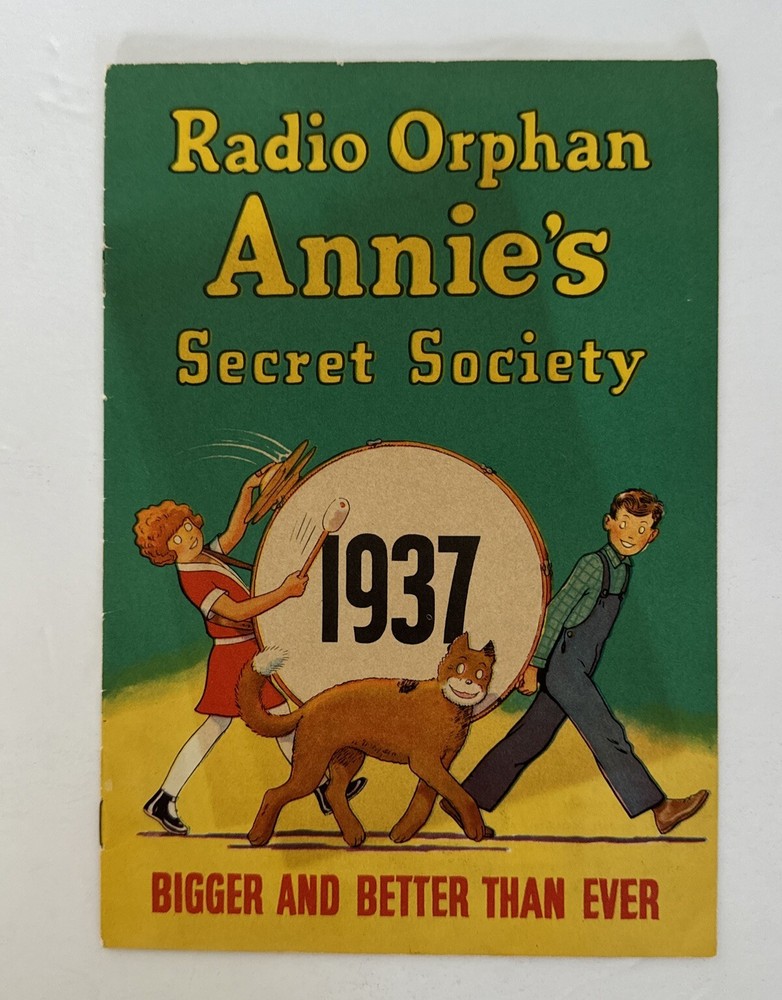 Radio Orphan
Annie's
Secret Society
1937
BIGGER AND BETTER THAN EVER